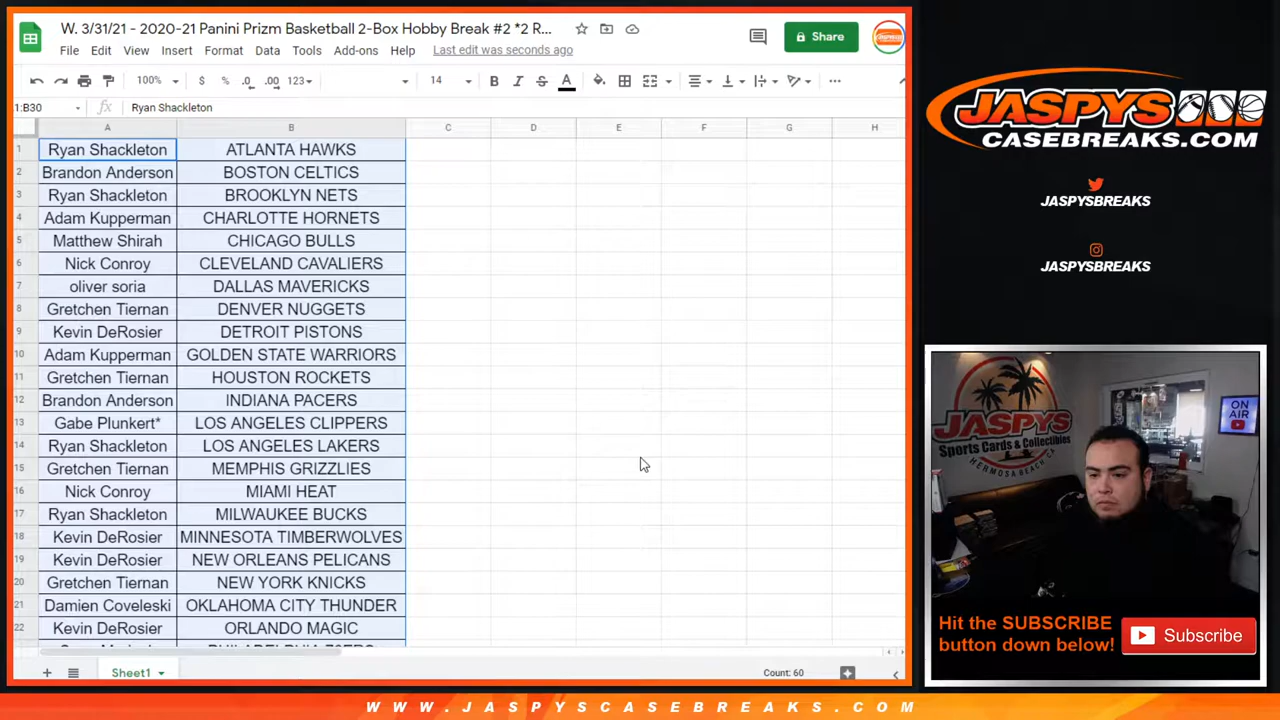 W. 3/31/21 - 2020-21 Panini Prizm Basketball 2-Box Hobby Break #2 *2 R...
File Edit View Insert Format Data Tools Add-ons Help Last edit was seconds ago
Share
100% $ % .0 .00 123 14 B I S A
1:B30 fx Ryan Shackleton
A B C D E F G H
1 Ryan Shackleton ATLANTA HAWKS
2 Brandon Anderson BOSTON CELTICS
3 Ryan Shackleton BROOKLYN NETS
4 Adam Kupperman CHARLOTTE HORNETS
5 Matthew Shirah CHICAGO BULLS
6 Nick Conroy CLEVELAND CAVALIERS
7 oliver soria DALLAS MAVERICKS
8 Gretchen Tiernan DENVER NUGGETS
9 Kevin DeRosier DETROIT PISTONS
10 Adam Kupperman GOLDEN STATE WARRIORS
11 Gretchen Tiernan HOUSTON ROCKETS
12 Brandon Anderson INDIANA PACERS
13 Gabe Plunkert* LOS ANGELES CLIPPERS
14 Ryan Shackleton LOS ANGELES LAKERS
15 Gretchen Tiernan MEMPHIS GRIZZLIES
16 Nick Conroy MIAMI HEAT
17 Ryan Shackleton MILWAUKEE BUCKS
18 Kevin DeRosier MINNESOTA TIMBERWOLVES
19 Kevin DeRosier NEW ORLEANS PELICANS
20 Gretchen Tiernan NEW YORK KNICKS
21 Damien Coveleski OKLAHOMA CITY THUNDER
22 Kevin DeRosier ORLANDO MAGIC
PHILADELPHIA 76ERS
Sheet1 Count: 60
JASPYS
CASEBREAKS.COM
JASPYSBREAKS
JASPYSBREAKS
JASPYS
Sports Cards & Collectibles
HERMOSA BEACH CA
ON AIR
Hit the SUBSCRIBE
button down below!
Subscribe
WWW.JASPYSCASEBREAKS.COM